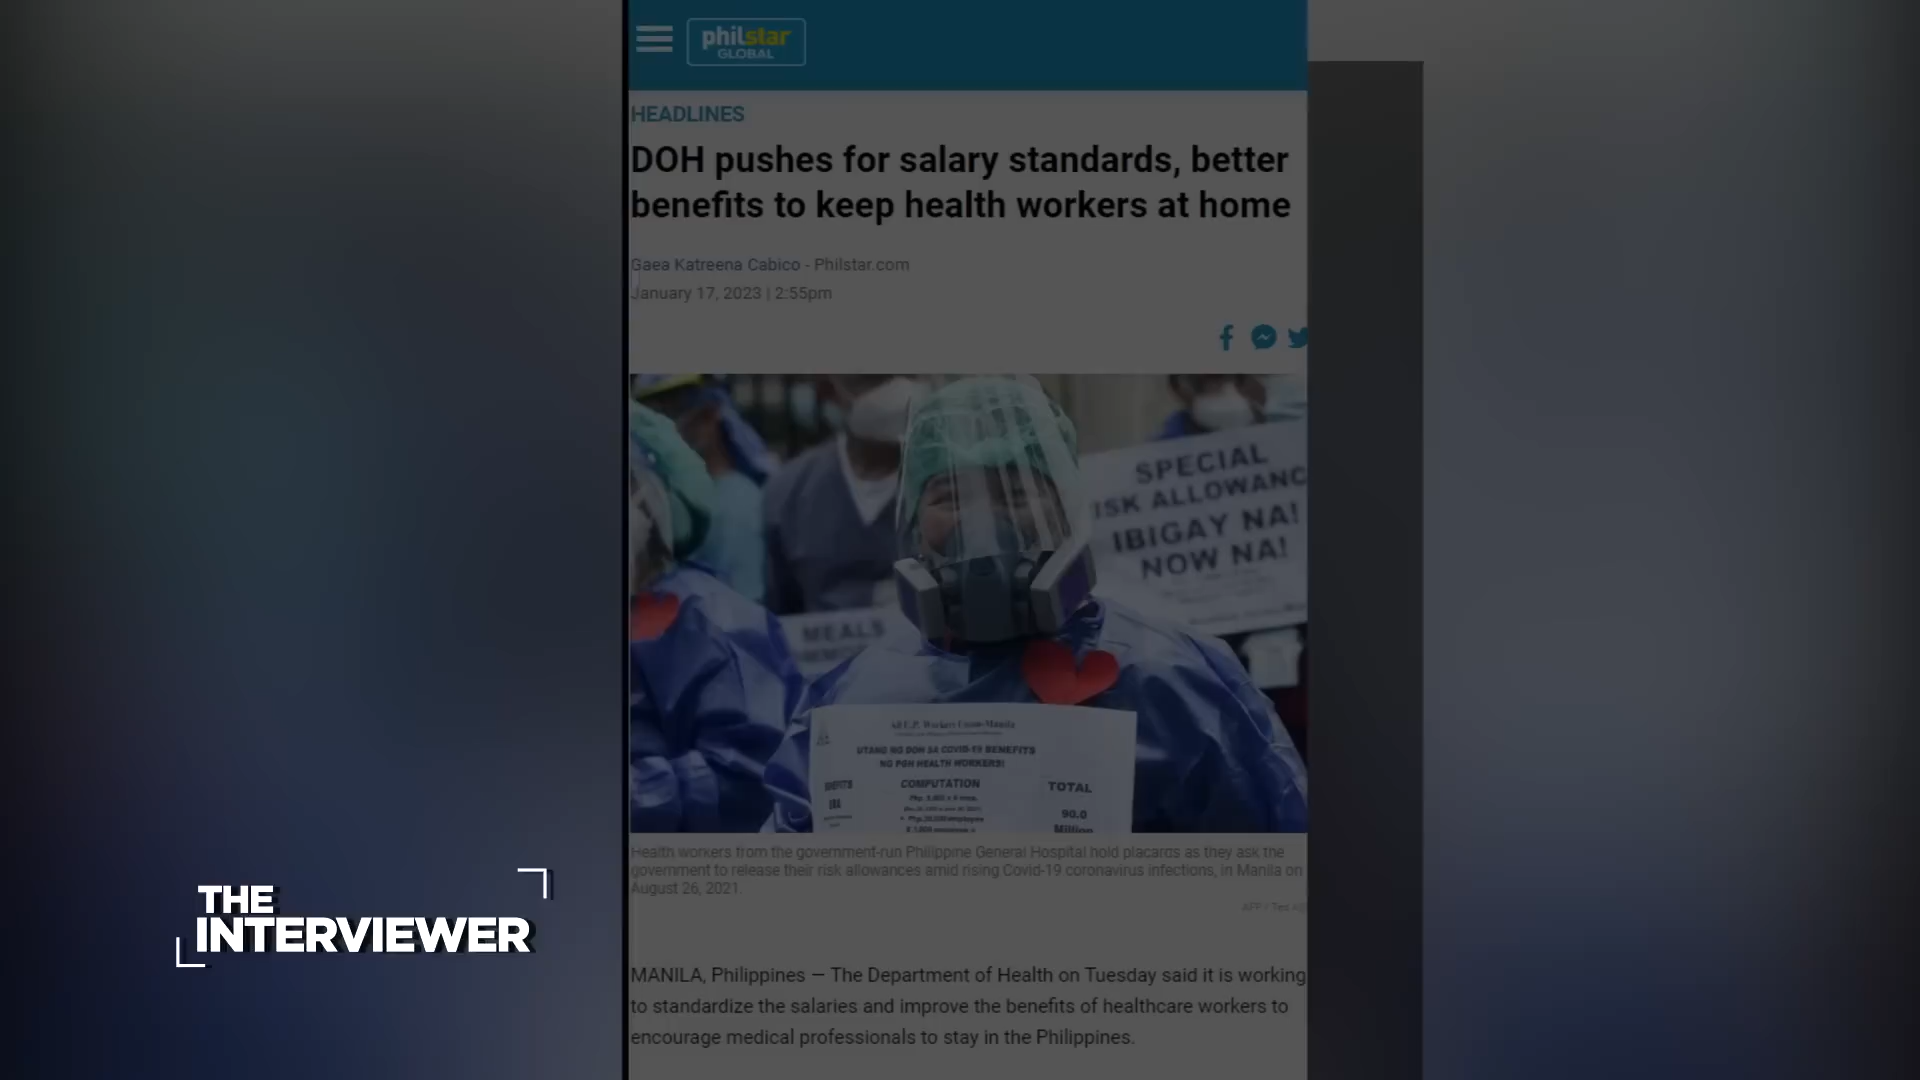 philstar
GLOBAL
HEADLINES
DOH pushes for salary standards, better
benefits to keep health workers at home
Gaea Katreena Cabico - Philstar.com
January 17, 2023 | 2:55pm
SPECIAL
ISK ALLOWANC
IBIGAY NA!
NOW NA!
MEALS
UTANG NG DOH SA COVID-19 BENEFITS
NG PGH HEALTH WORKERS!
COMPUTATION
TOTAL
90.0
Million
Health workers from the government-run Philippine General Hospital hold placards as they ask the
government to release their risk allowances amid rising Covid-19 coronavirus infections, in Manila on
August 26, 2021.
THE
INTERVIEWER
MANILA, Philippines — The Department of Health on Tuesday said it is working
to standardize the salaries and improve the benefits of healthcare workers to
encourage medical professionals to stay in the Philippines.